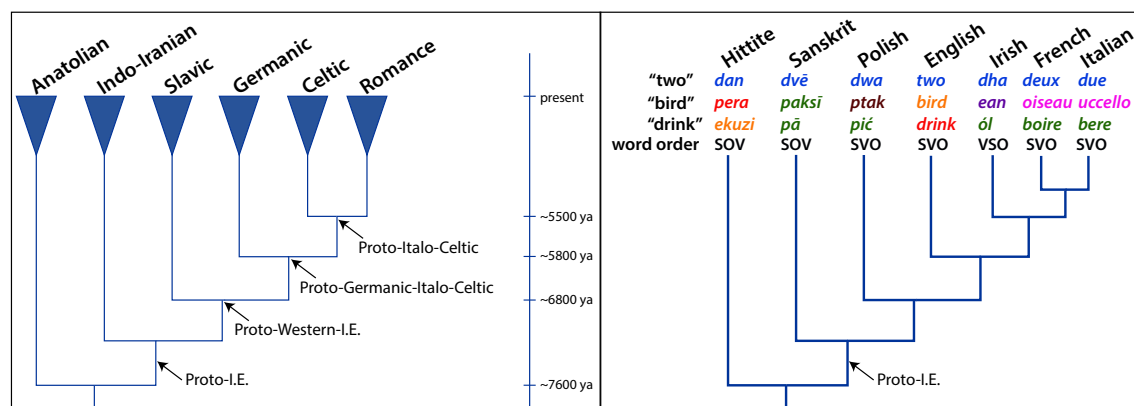 Anatolian
Indo-Iranian
Slavic
Germanic
Celtic
Romance
present
~5500 ya
Proto-Italo-Celtic
~5800 ya
Proto-Germanic-Italo-Celtic
~6800 ya
Proto-Western-I.E.
Proto-I.E.
~7600 ya
Hittite Sanskrit Polish English Irish French Italian
“two” dan dvē dwa two dha deux due
“bird” pera paksī ptak bird ean oiseau uccello
“drink” ekuzi pā pić drink ól boire bere
word order SOV SOV SVO SVO VSO SVO SVO
Proto-I.E.